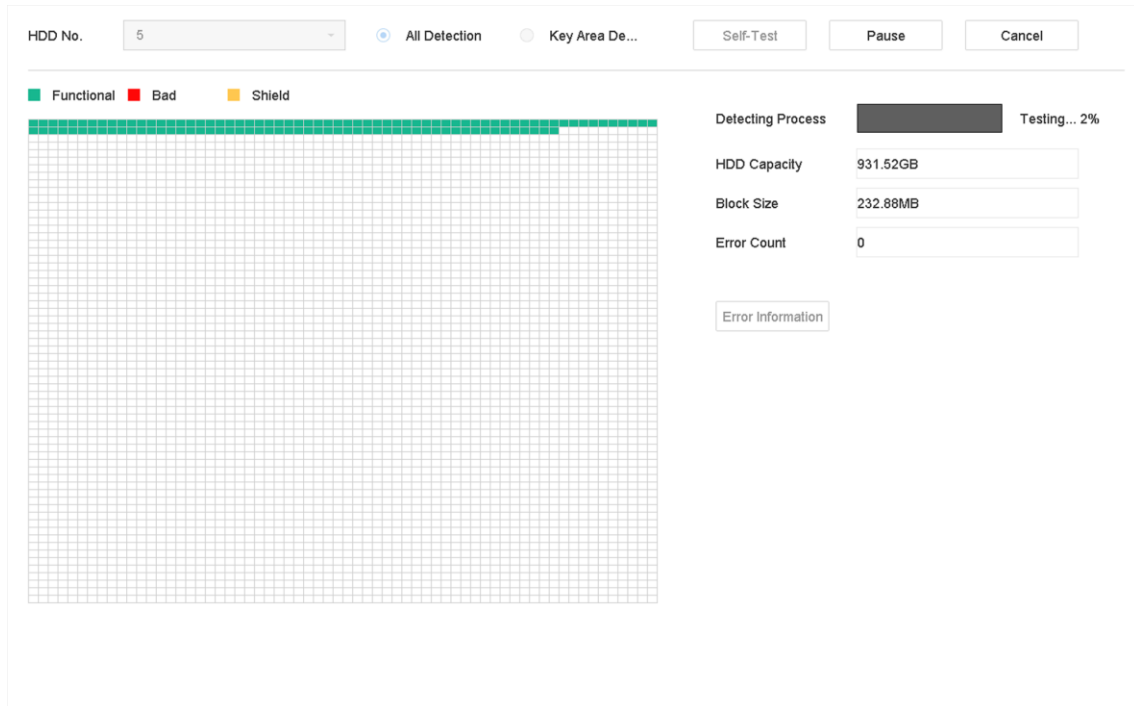 HDD No. 5 All Detection Key Area De... Self-Test Pause Cancel
Functional Bad Shield
Detecting Process Testing... 2%
HDD Capacity 931.52GB
Block Size 232.88MB
Error Count 0
Error Information